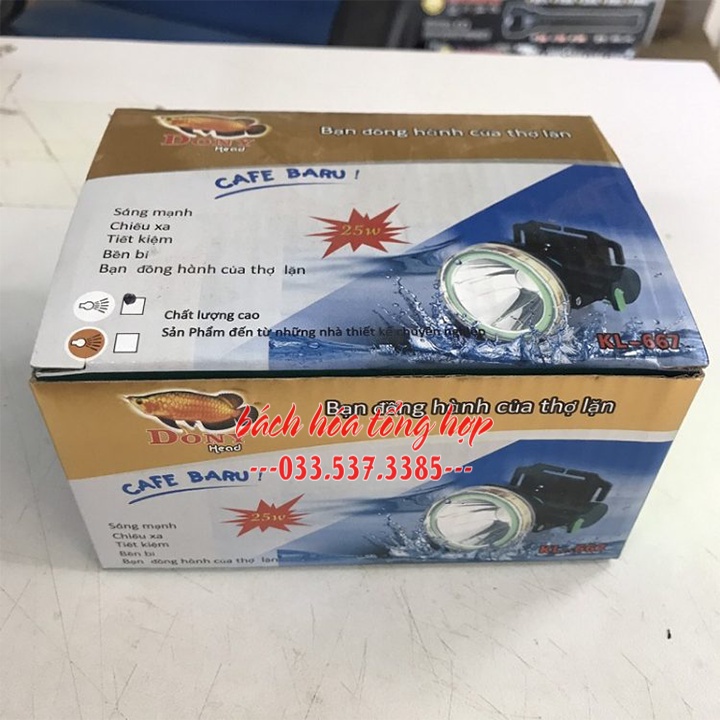 DONY
Head
Bạn đồng hành của thợ lặn
CAFE BARU !
Sáng mạnh
Chiếu xa
Tiết kiệm
Bền bỉ
Bạn đồng hành của thợ lặn
25w
Chất lượng cao
Sản Phẩm đến từ những nhà thiết kế chuyên nghiệp
KL-667
DONY
Head
Bạn đồng hành của thợ lặn
bách hóa tổng hợp
---033.537.3385---
CAFE BARU !
25w
Sáng mạnh
Chiếu xa
Tiết kiệm
Bền bỉ
Bạn đồng hành của thợ lặn
KL-667